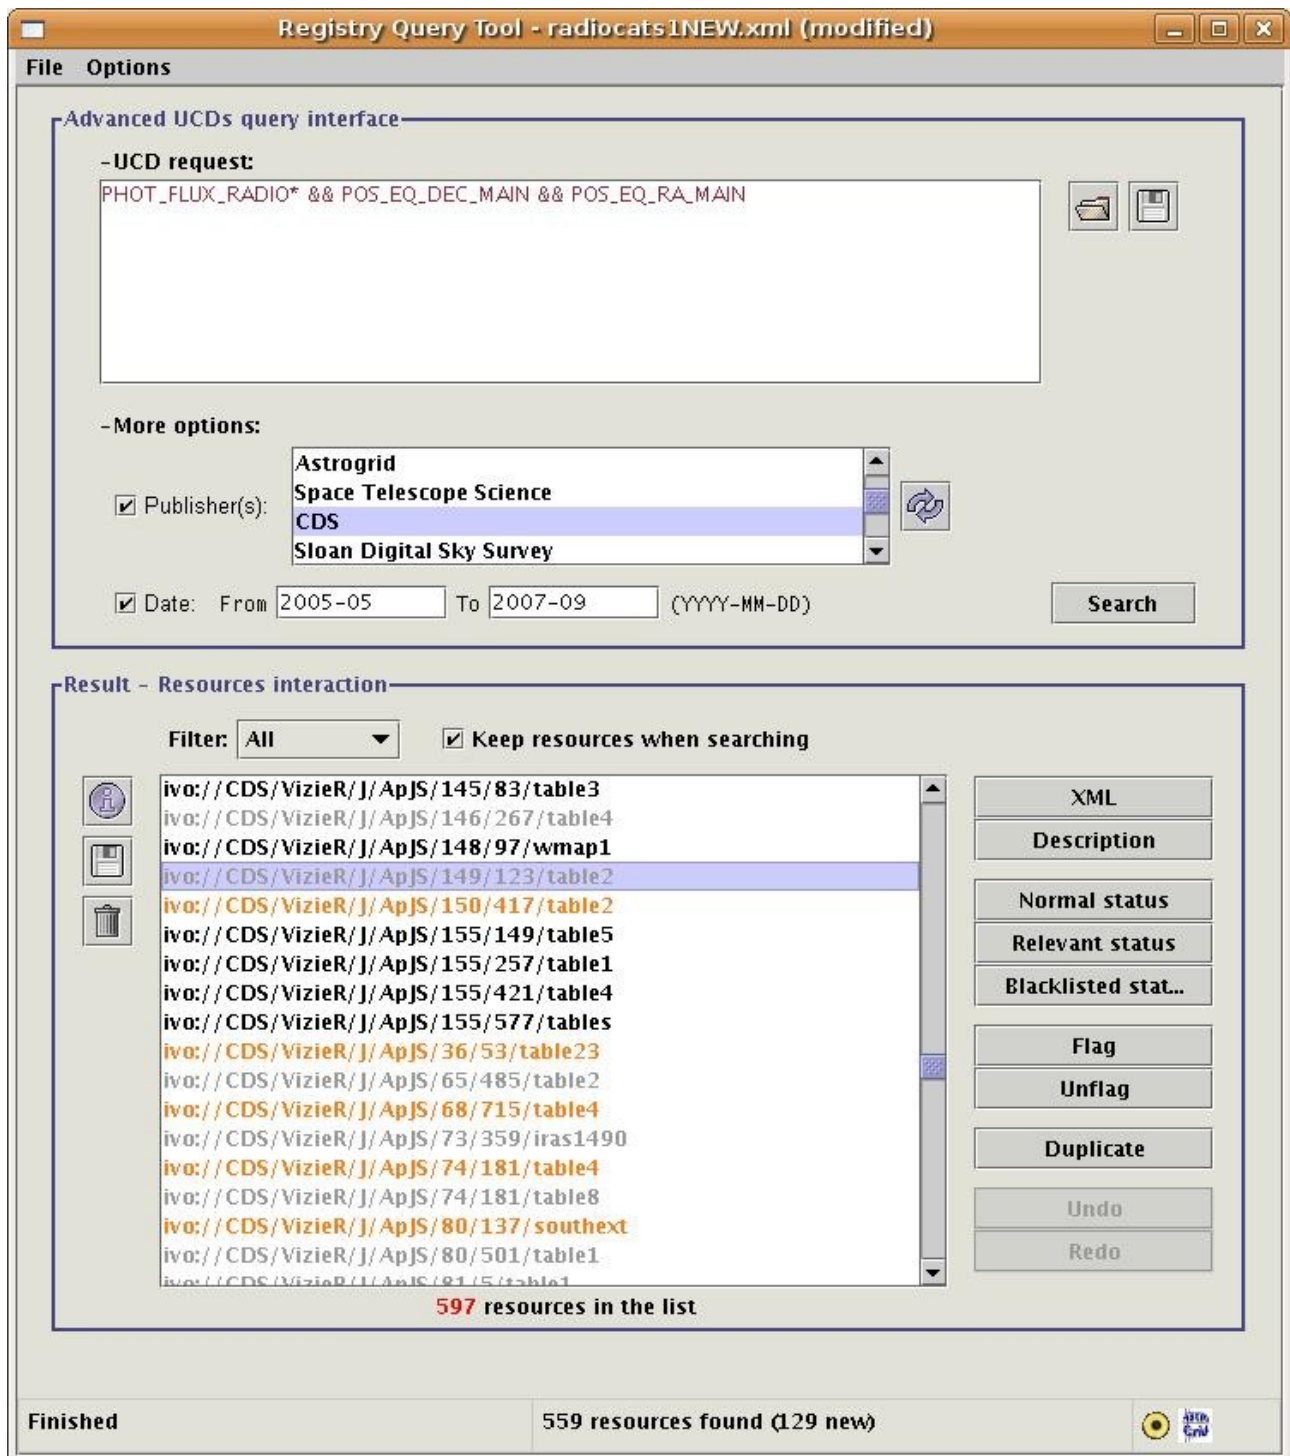 Registry Query Tool - radiocats1NEW.xml (modified)
File Options
Advanced UCDs query interface
-UCD request:
PHOT_FLUX_RADIO* && POS_EQ_DEC_MAIN && POS_EQ_RA_MAIN
-More options:
Publisher(s):
Astrogrid
Space Telescope Science
CDS
Sloan Digital Sky Survey
Date: From 2005-05 To 2007-09 (YYYY-MM-DD) Search
Result - Resources interaction
Filter: All Keep resources when searching
ivo://CDS/VizieR/J/ApJS/145/83/table3
ivo://CDS/VizieR/J/ApJS/146/267/table4
ivo://CDS/VizieR/J/ApJS/148/97/wmap1
ivo://CDS/VizieR/J/ApJS/149/123/table2
ivo://CDS/VizieR/J/ApJS/150/417/table2
ivo://CDS/VizieR/J/ApJS/155/149/table5
ivo://CDS/VizieR/J/ApJS/155/257/table1
ivo://CDS/VizieR/J/ApJS/155/421/table4
ivo://CDS/VizieR/J/ApJS/155/577/tables
ivo://CDS/VizieR/J/ApJS/36/53/table23
ivo://CDS/VizieR/J/ApJS/65/485/table2
ivo://CDS/VizieR/J/ApJS/68/715/table4
ivo://CDS/VizieR/J/ApJS/73/359/iras1490
ivo://CDS/VizieR/J/ApJS/74/181/table4
ivo://CDS/VizieR/J/ApJS/74/181/table8
ivo://CDS/VizieR/J/ApJS/80/137/southext
ivo://CDS/VizieR/J/ApJS/80/501/table1
ivo://CDS/VizieR/J/ApJS/81/5/table1
XML
Description
Normal status
Relevant status
Blacklisted stat...
Flag
Unflag
Duplicate
Undo
Redo
597 resources in the list
Finished
559 resources found (129 new)
Astro
Grid